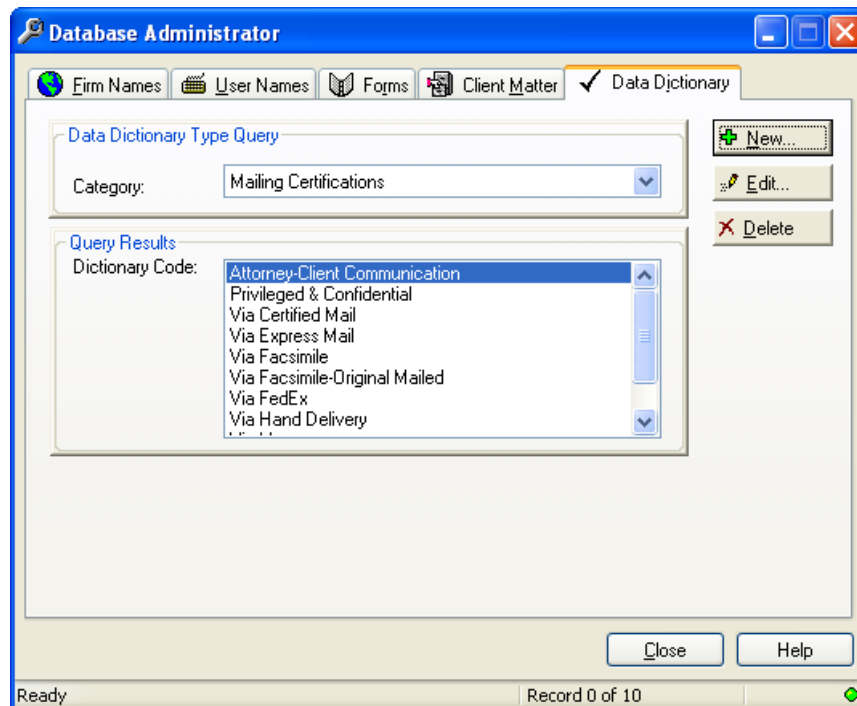 Database Administrator
Firm Names User Names Forms Client Matter Data Dictionary
Data Dictionary Type Query
Category: Mailing Certifications
New...
Edit...
Delete
Query Results
Dictionary Code: Attorney-Client Communication
Privileged & Confidential
Via Certified Mail
Via Express Mail
Via Facsimile
Via Facsimile-Original Mailed
Via FedEx
Via Hand Delivery
Close Help
Ready Record 0 of 10